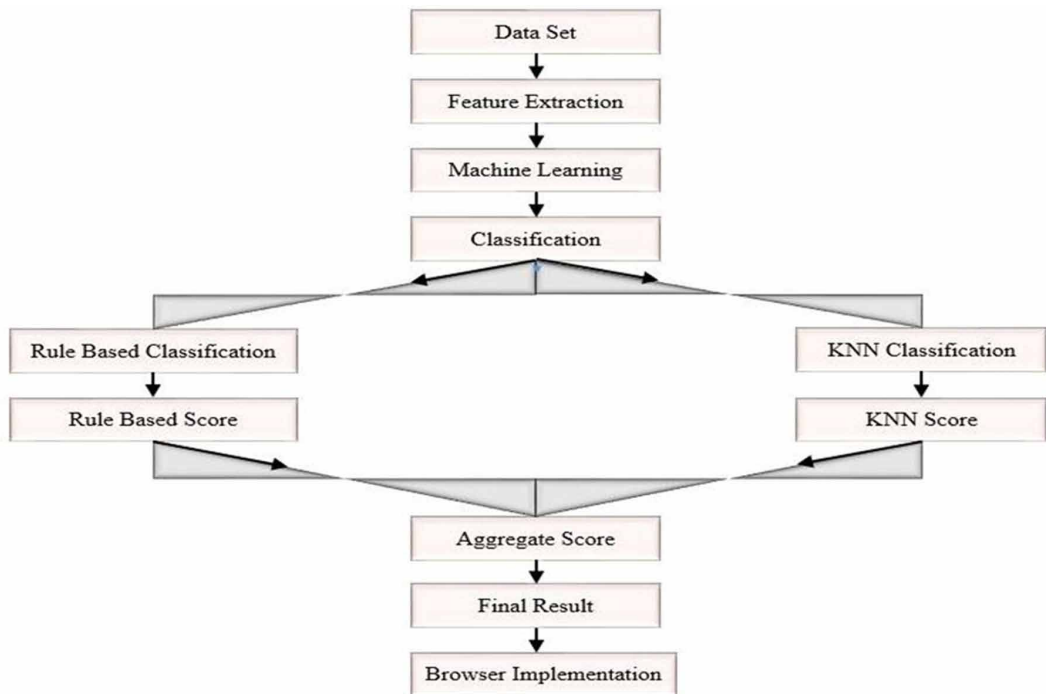 Data Set
Feature Extraction
Machine Learning
Classification
Rule Based Classification
KNN Classification
Rule Based Score
KNN Score
Aggregate Score
Final Result
Browser Implementation